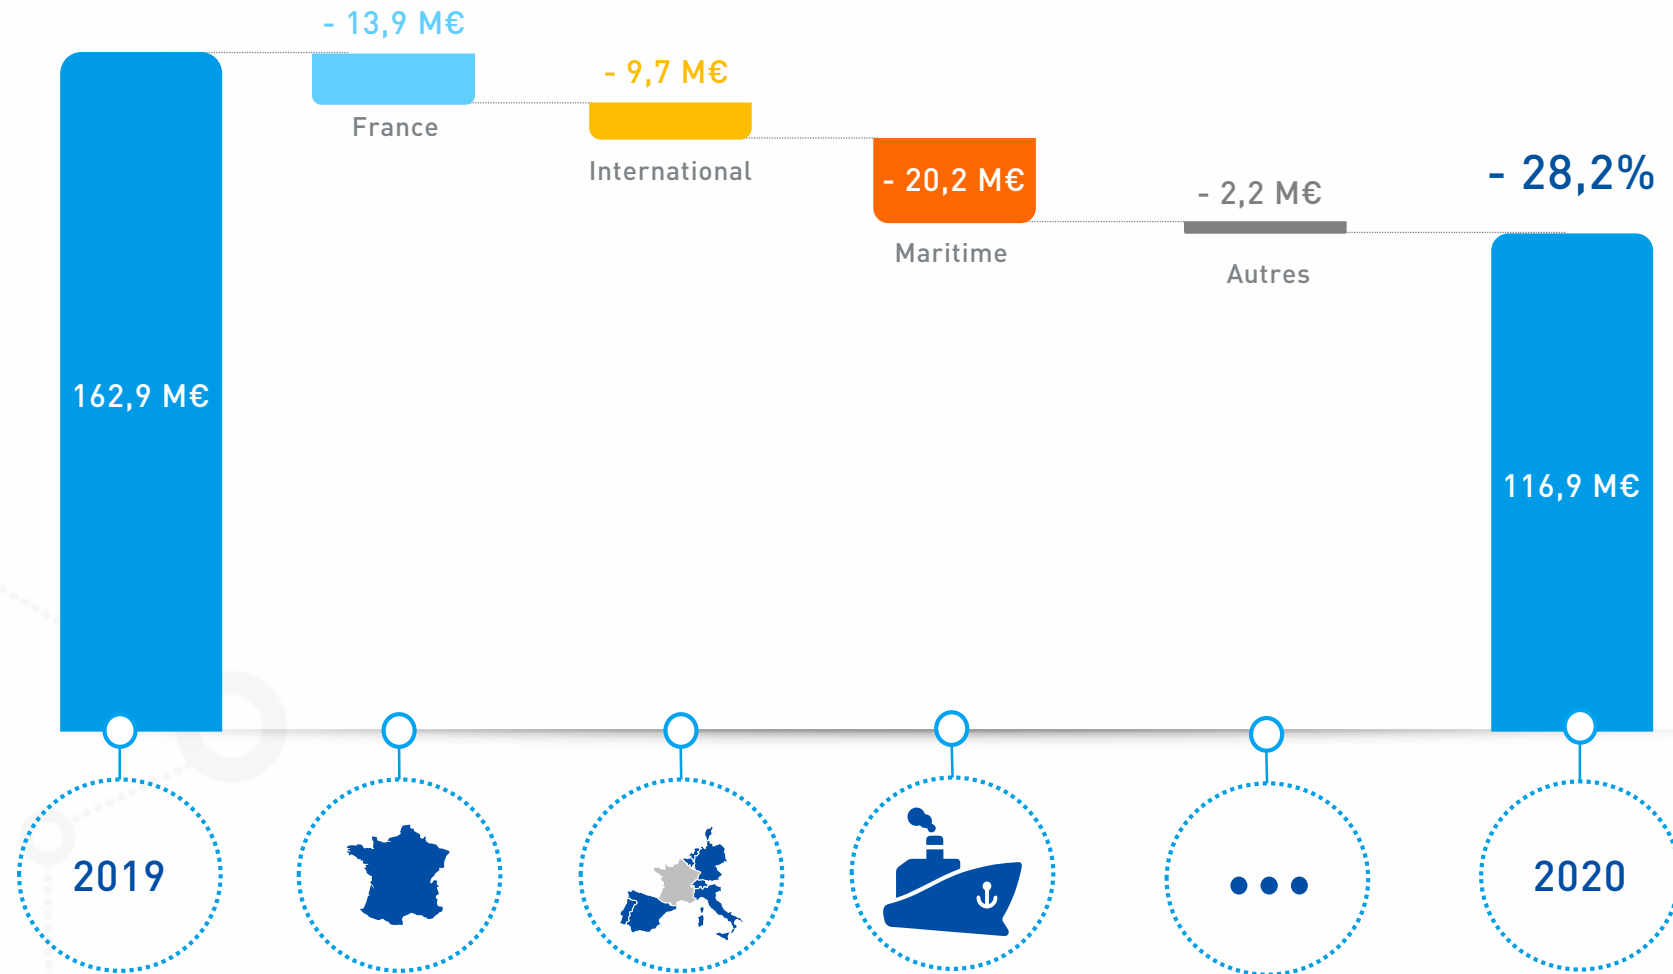 - 13,9 M€
France
- 9,7 M€
International
- 20,2 M€
Maritime
- 2,2 M€
Autres
- 28,2%
162,9 M€
116,9 M€
2019
2020